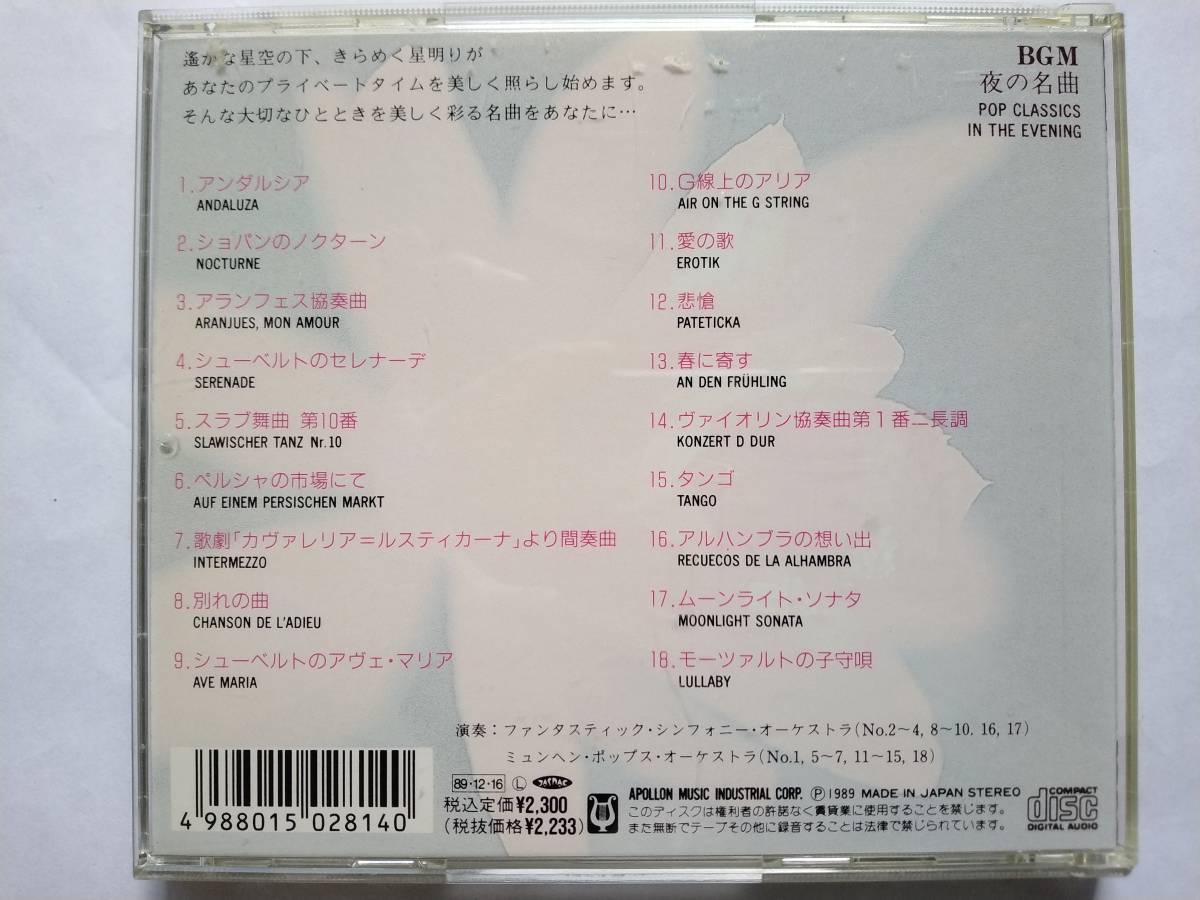 遙かな星空の下、きらめく星明りが
あなたのプライベートタイムを美しく照らし始めます。
そんな大切なひとときを美しく彩る名曲をあなたに…
BGM
夜の名曲
POP CLASSICS
IN THE EVENING
1.アンダルシア
ANDALUZA
2.ショパンのノクターン
NOCTURNE
3.アランフェス協奏曲
ARANJUES, MON AMOUR
4.シューベルトのセレナーデ
SERENADE
5.スラブ舞曲 第10番
SLAWISCHER TANZ Nr.10
6.ペルシャの市場にて
AUF EINEM PERSISCHEN MARKT
7.歌劇「カヴァレリア=ルスティカーナ」より間奏曲
INTERMEZZO
8.別れの曲
CHANSON DE L'ADIEU
9.シューベルトのアヴェ・マリア
AVE MARIA
10.G線上のアリア
AIR ON THE G STRING
11.愛の歌
EROTIK
12.悲愴
PATETICKA
13.春に寄す
AN DEN FRÜHLING
14.ヴァイオリン協奏曲第1番ニ長調
KONZERT D DUR
15.タンゴ
TANGO
16.アルハンブラの想い出
RECUECOS DE LA ALHAMBRA
17.ムーンライト・ソナタ
MOONLIGHT SONATA
18.モーツァルトの子守唄
LULLABY
演奏:ファンタスティック・シンフォニー・オーケストラ(No.2〜4, 8〜10. 16, 17)
ミュンヘン・ポップス・オーケストラ(No.1, 5〜7, 11〜15, 18)
4 988015 028140
89・12・16 Ⓛ JASRAC
税込定価¥2,300
(税抜価格¥2,233)
APOLLON MUSIC INDUSTRIAL CORP. Ⓟ1989 MADE IN JAPAN STEREO
このディスクは権利者の許諾なく賃貸業に使用することを禁じます。
また無断でテープその他に録音することは法律で禁じられています。
COMPACT
disc
DIGITAL AUDIO